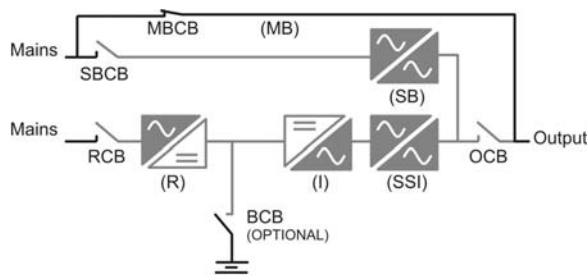 MBCB (MB)
Mains
SBCB
(SB)
Mains
RCB
OCB
Output
(R)
(I)
(SSI)
BCB
(OPTIONAL)